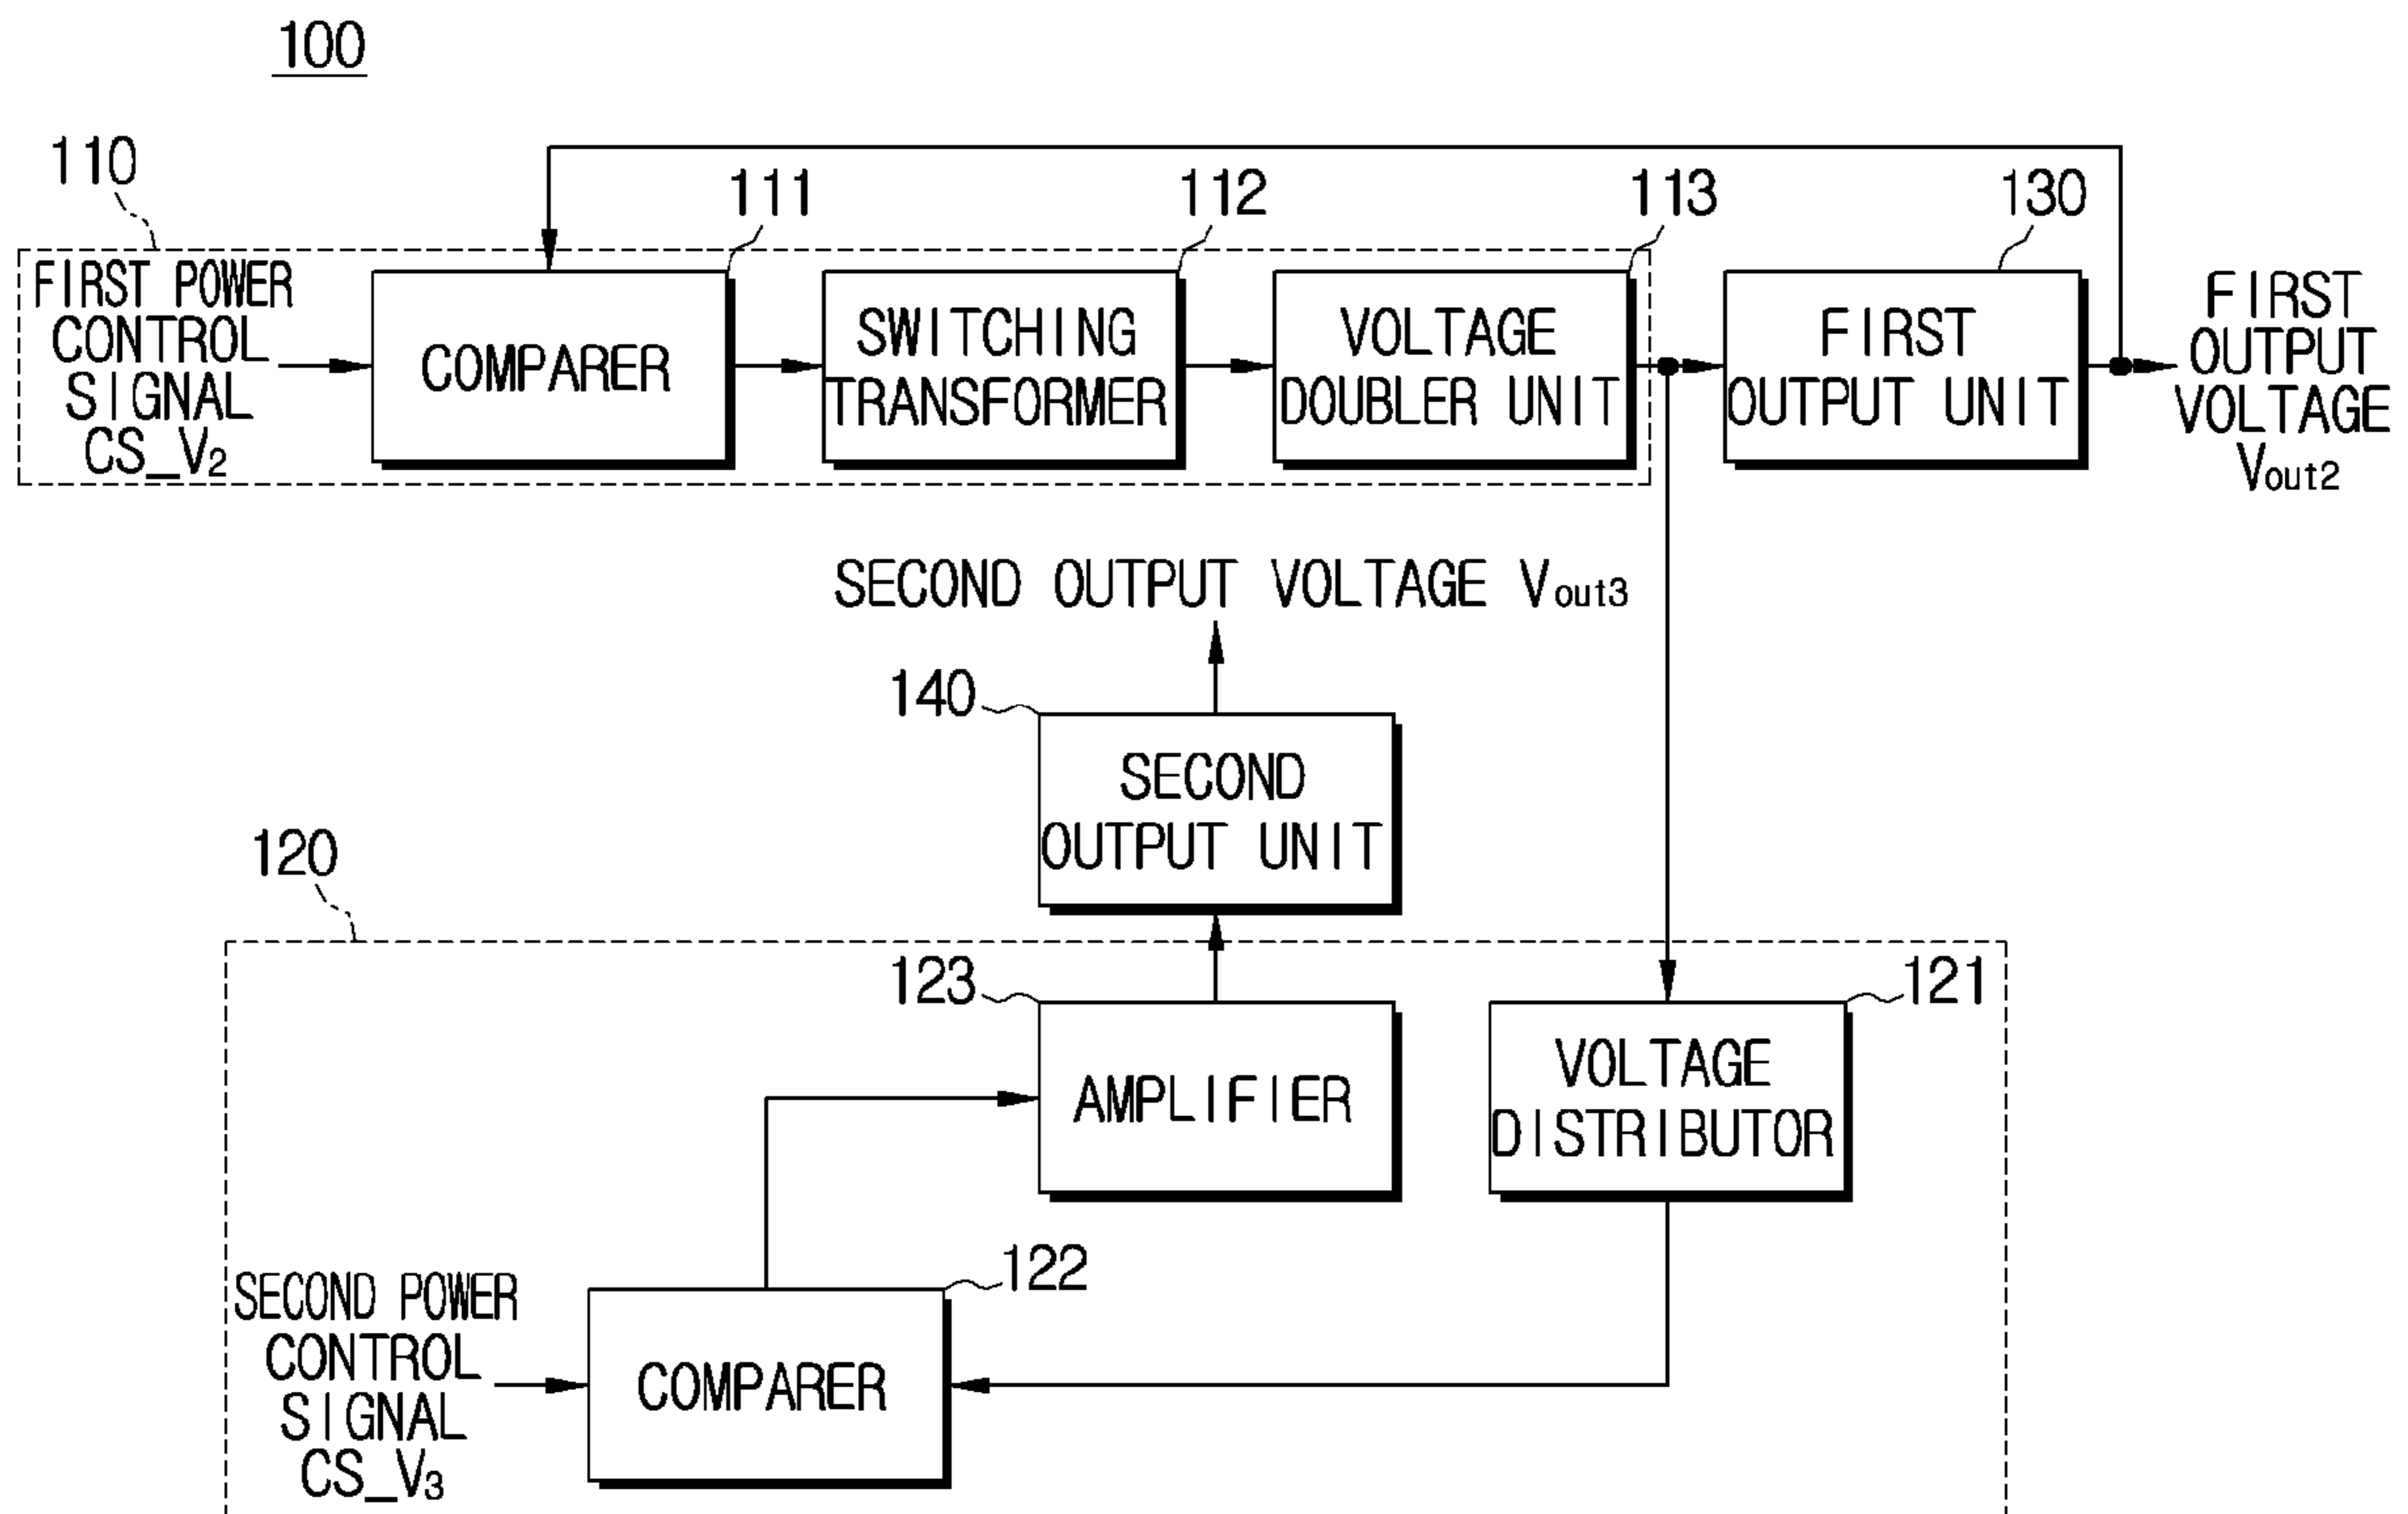 100
110
111
112
113
130
FIRST POWER
CONTROL
SIGNAL
CS_V2
COMPARER
SWITCHING
TRANSFORMER
VOLTAGE
DOUBLER UNIT
FIRST
OUTPUT UNIT
FIRST
OUTPUT
VOLTAGE
Vout2
SECOND OUTPUT VOLTAGE Vout3
140
SECOND
OUTPUT UNIT
120
123
121
AMPLIFIER
VOLTAGE
DISTRIBUTOR
122
SECOND POWER
CONTROL
SIGNAL
CS_V3
COMPARER